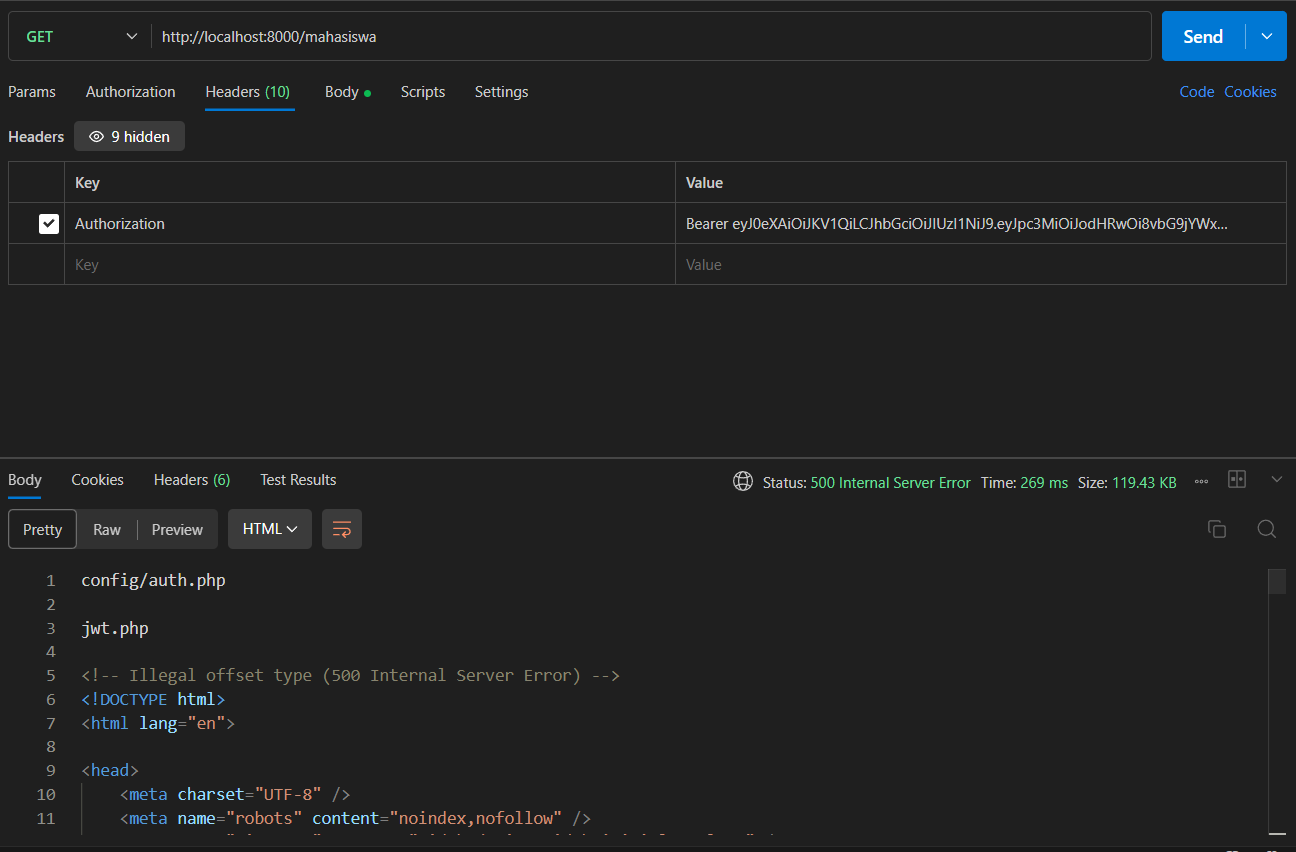 GET http://localhost:8000/mahasiswa Send
Params Authorization Headers (10) Body Scripts Settings Code Cookies
Headers 9 hidden
Key Value
Authorization Bearer eyJ0eXAiOiJKV1QiLCJhbGciOiJIUzI1NiJ9.eyJpc3MiOiJodHRwOi8vbG9jYWx...
Key Value
Body Cookies Headers (6) Test Results Status: 500 Internal Server Error Time: 269 ms Size: 119.43 KB
Pretty Raw Preview HTML
1 config/auth.php
2
3 jwt.php
4
5 <!-- Illegal offset type (500 Internal Server Error) -->
6 <!DOCTYPE html>
7 <html lang="en">
8
9 <head>
10 <meta charset="UTF-8" />
11 <meta name="robots" content="noindex,nofollow" />